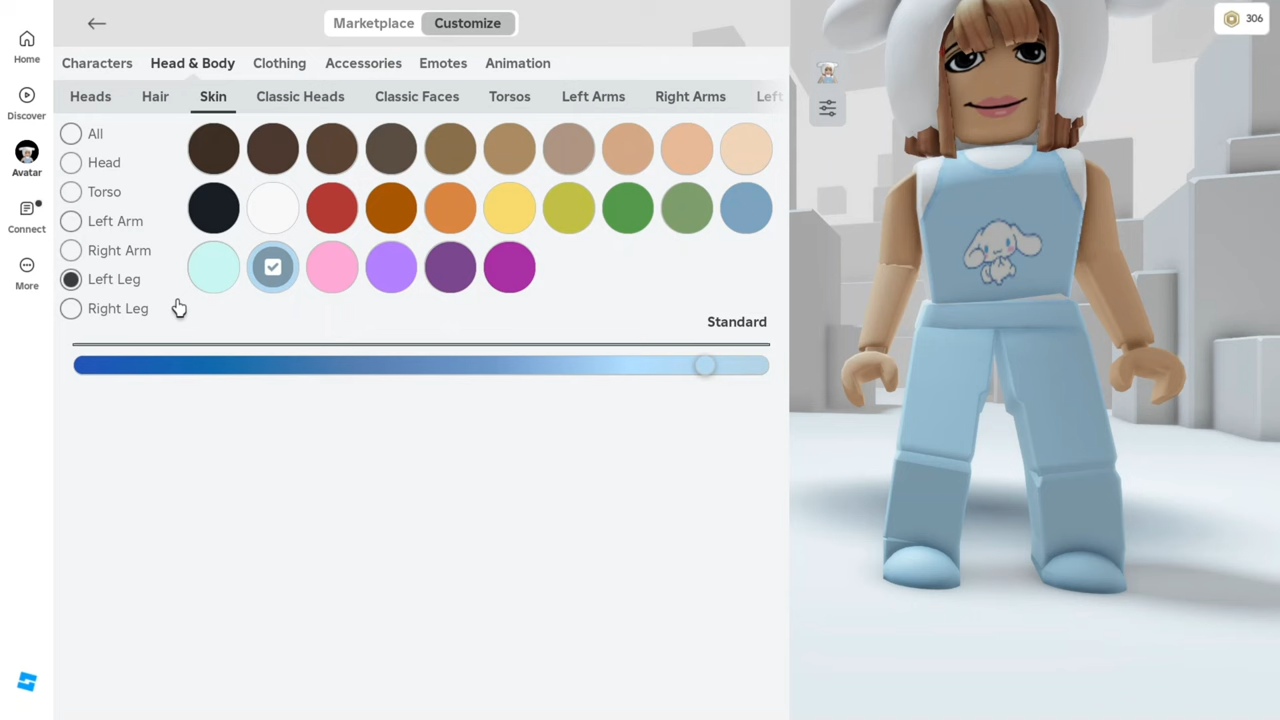 Marketplace
Customize
306
Home
Discover
Avatar
Connect
More
Characters
Head & Body
Clothing
Accessories
Emotes
Animation
Heads
Hair
Skin
Classic Heads
Classic Faces
Torsos
Left Arms
Right Arms
Left
All
Head
Torso
Left Arm
Right Arm
Left Leg
Right Leg
Standard